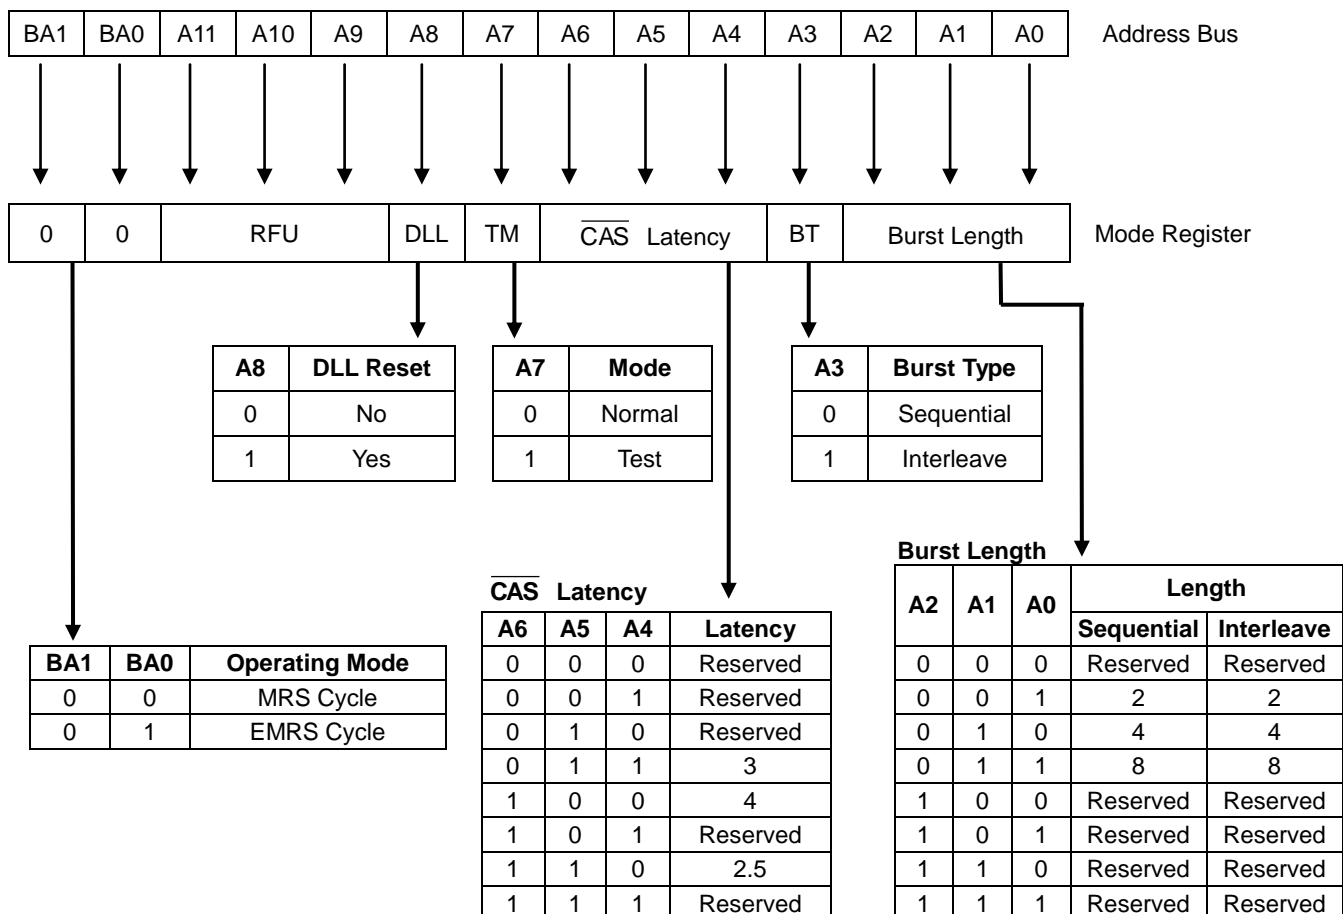 BA1 BA0 A11 A10 A9 A8 A7 A6 A5 A4 A3 A2 A1 A0 Address Bus
0 0 RFU DLL TM CAS Latency BT Burst Length Mode Register
A8 DLL Reset
0 No
1 Yes
A7 Mode
0 Normal
1 Test
A3 Burst Type
0 Sequential
1 Interleave
BA1 BA0 Operating Mode
0 0 MRS Cycle
0 1 EMRS Cycle
CAS Latency
A6 A5 A4 Latency
0 0 0 Reserved
0 0 1 Reserved
0 1 0 Reserved
0 1 1 3
1 0 0 4
1 0 1 Reserved
1 1 0 2.5
1 1 1 Reserved
Burst Length
A2 A1 A0 Length
Sequential Interleave
0 0 0 Reserved Reserved
0 0 1 2 2
0 1 0 4 4
0 1 1 8 8
1 0 0 Reserved Reserved
1 0 1 Reserved Reserved
1 1 0 Reserved Reserved
1 1 1 Reserved Reserved